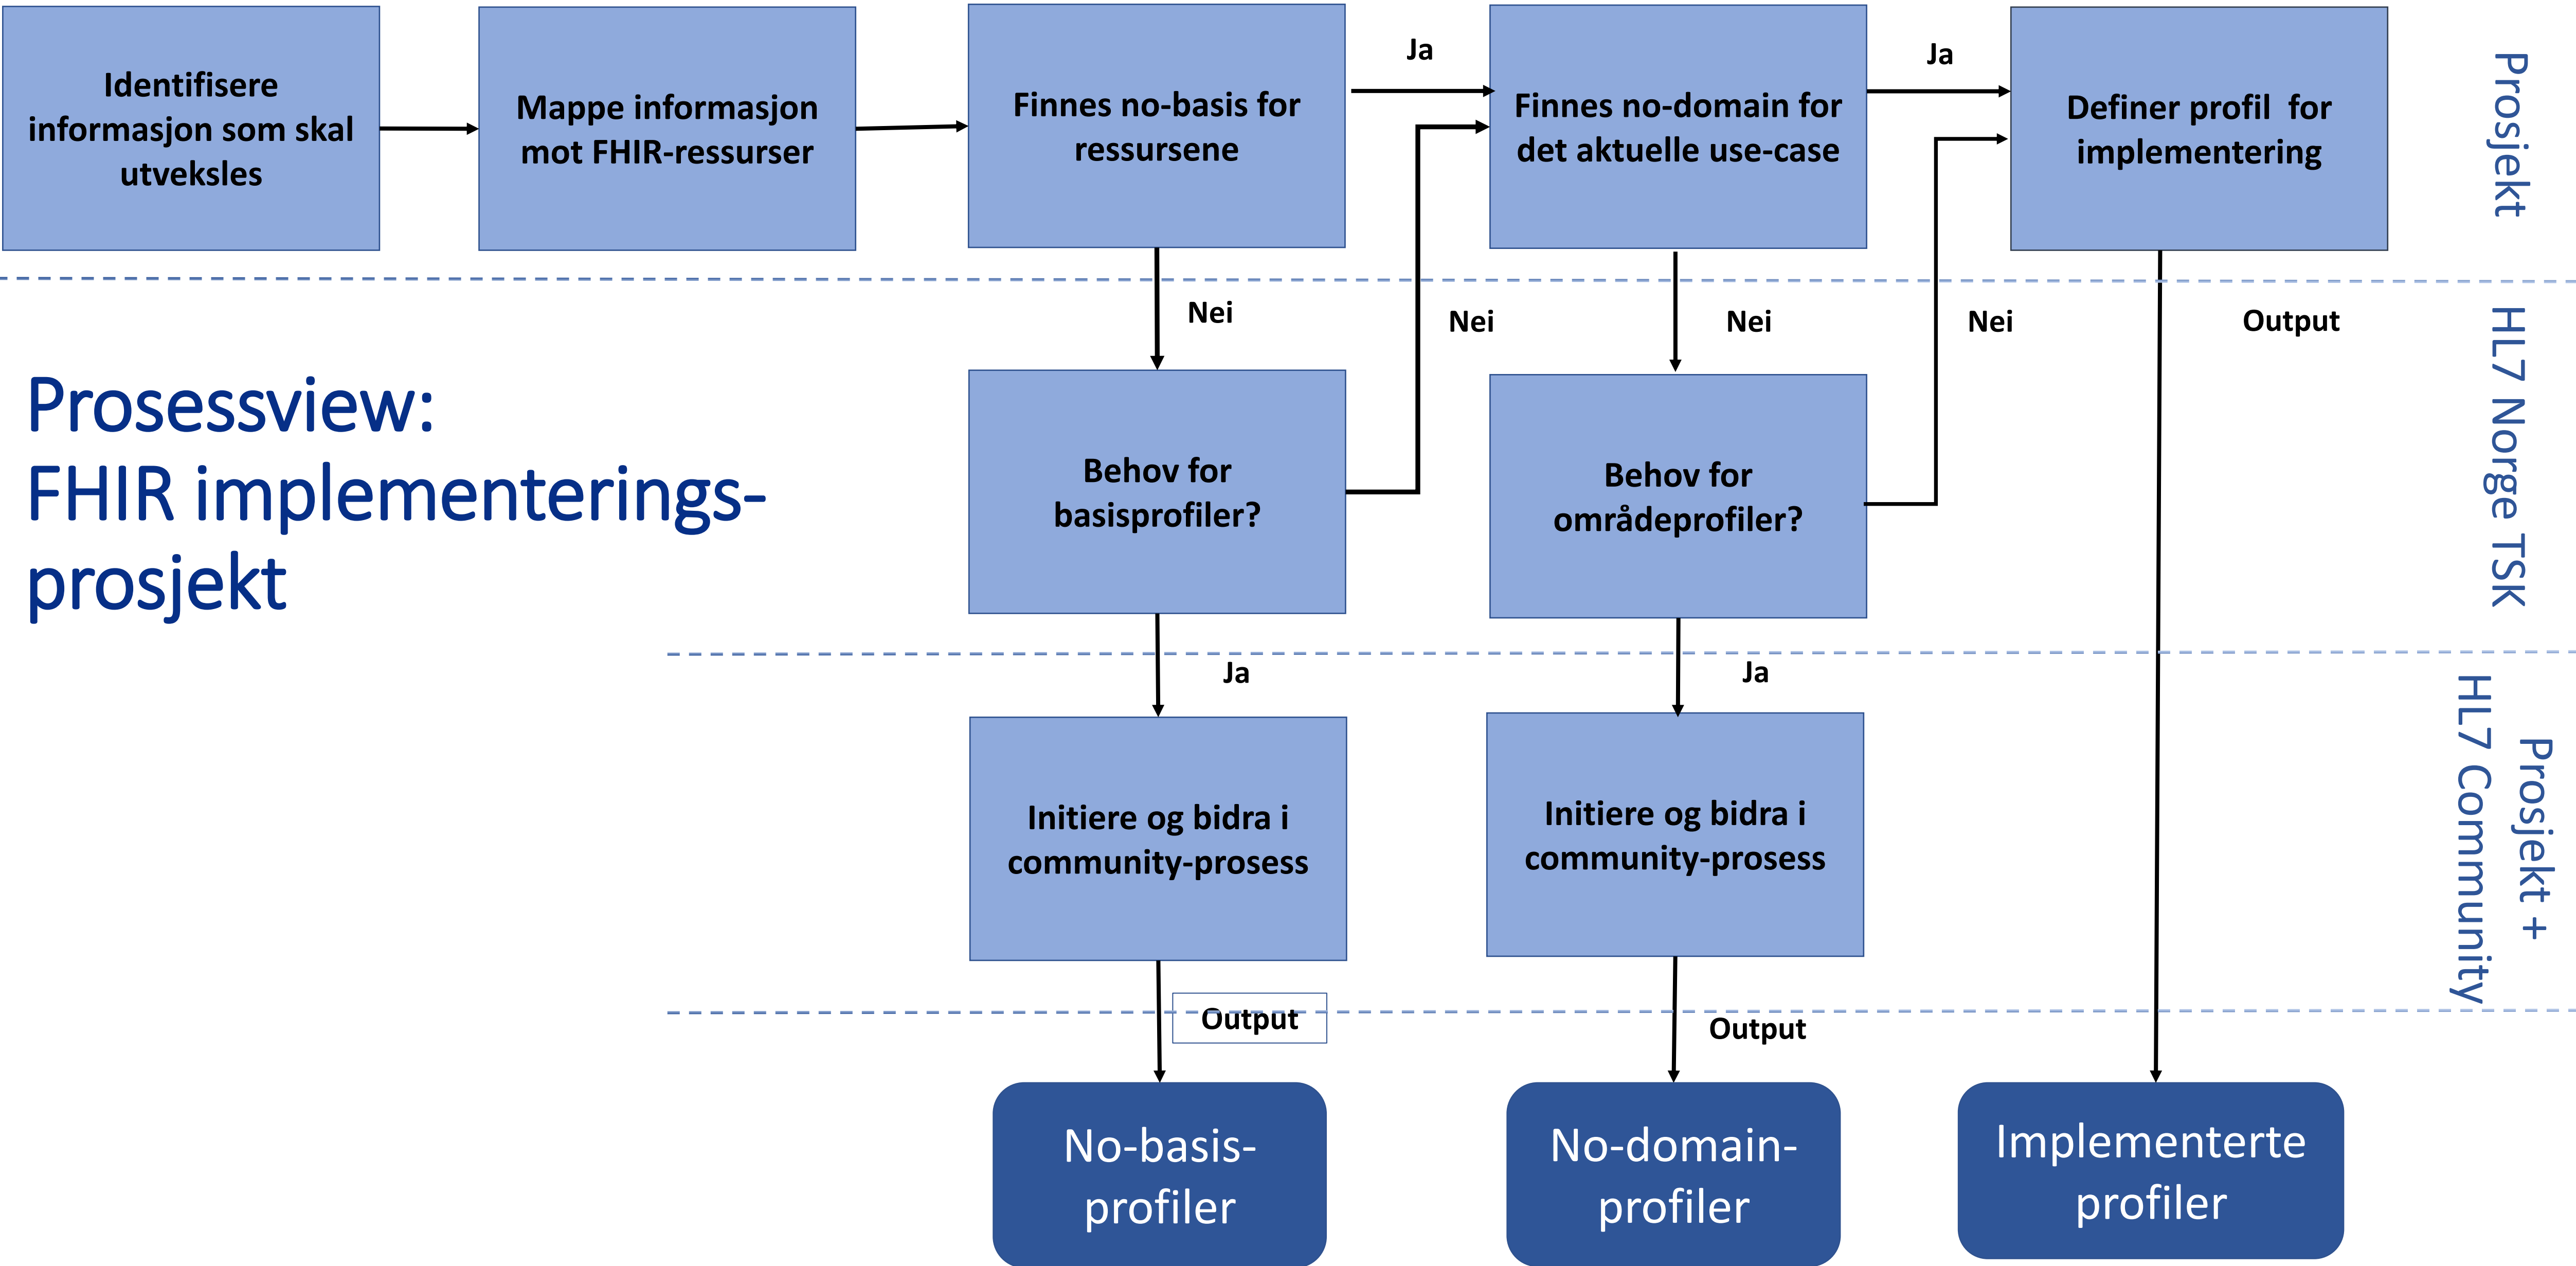 Identifisere
informasjon som skal
utveksles
Mappe informasjon
mot FHIR-ressurser
Finnes no-basis for
ressursene
Ja
Finnes no-domain for
det aktuelle use-case
Ja
Definer profil for
implementering
Prosjekt
Nei
Nei
Nei
Nei
Output
HL7 Norge TSK
Prosessview:
FHIR implementerings-
prosjekt
Behov for
basisprofiler?
Behov for
områdeprofiler?
Ja
Ja
Prosjekt +
HL7 Community
Initiere og bidra i
community-prosess
Initiere og bidra i
community-prosess
Output
Output
No-basis-
profiler
No-domain-
profiler
Implementerte
profiler